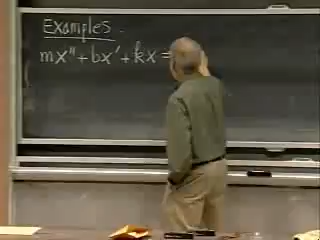 Examples.
mx" + bx' + kx =